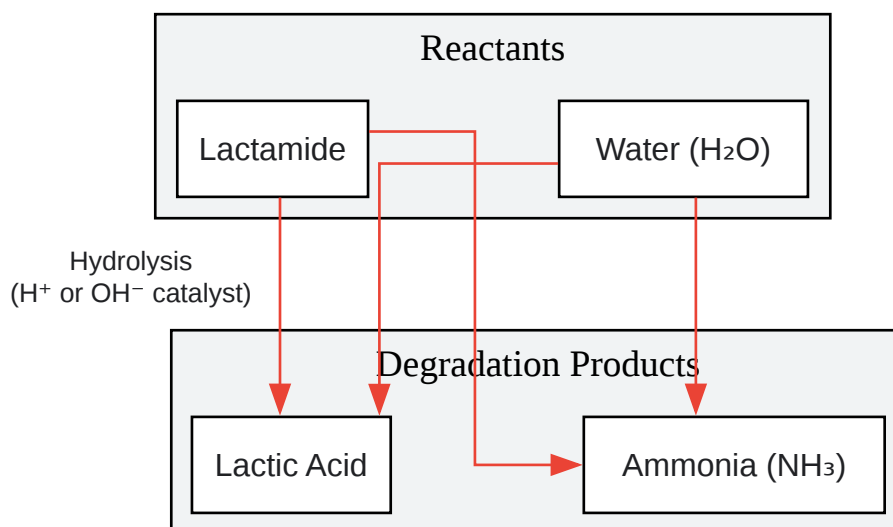 Reactants
Lactamide
Water (H₂O)
Hydrolysis
(H⁺ or OH⁻ catalyst)
Degradation Products
Lactic Acid
Ammonia (NH₃)